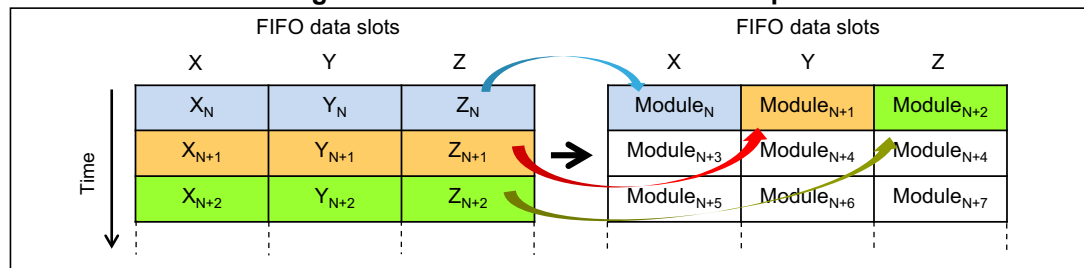 FIFO data slots FIFO data slots
X Y Z X Y Z
X_N Y_N Z_N Module_N Module_N+1 Module_N+2
X_N+1 Y_N+1 Z_N+1 Module_N+3 Module_N+4 Module_N+4
X_N+2 Y_N+2 Z_N+2 Module_N+5 Module_N+6 Module_N+7
Time